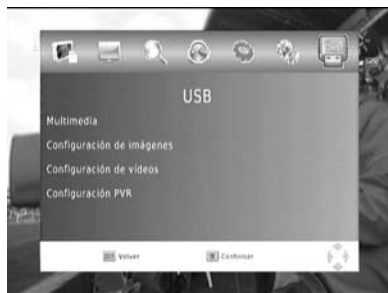 USB
Multimedia
Configuración de imágenes
Configuración de vídeos
Configuración PVR
Volver
Confirmar